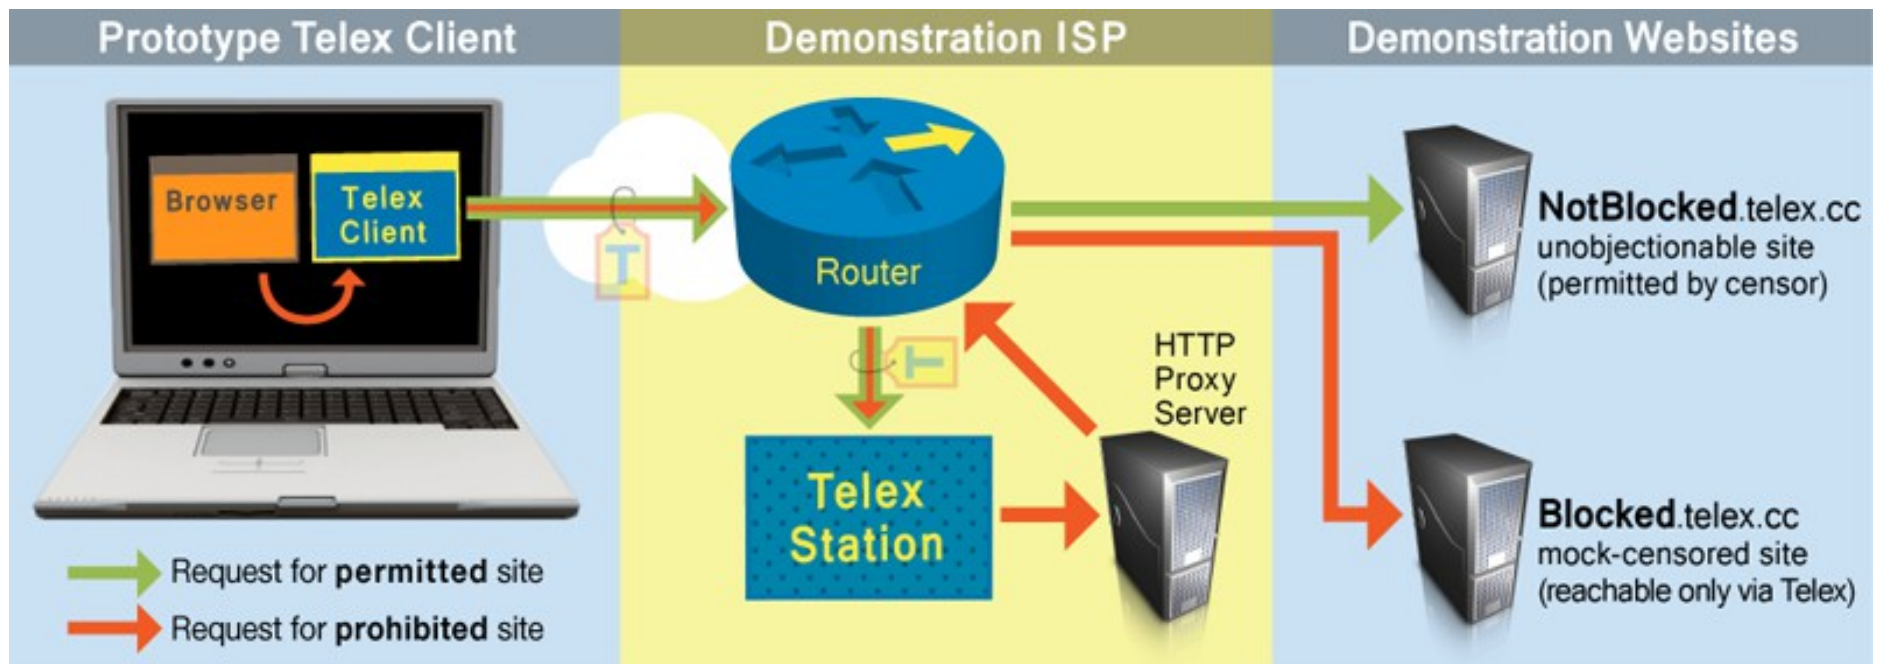 Prototype Telex Client
Demonstration ISP
Demonstration Websites
Browser
Telex
Client
T
Router
T
HTTP
Proxy
Server
Telex
Station
NotBlocked.telex.cc
unobjectionable site
(permitted by censor)
Blocked.telex.cc
mock-censored site
(reachable only via Telex)
Request for permitted site
Request for prohibited site